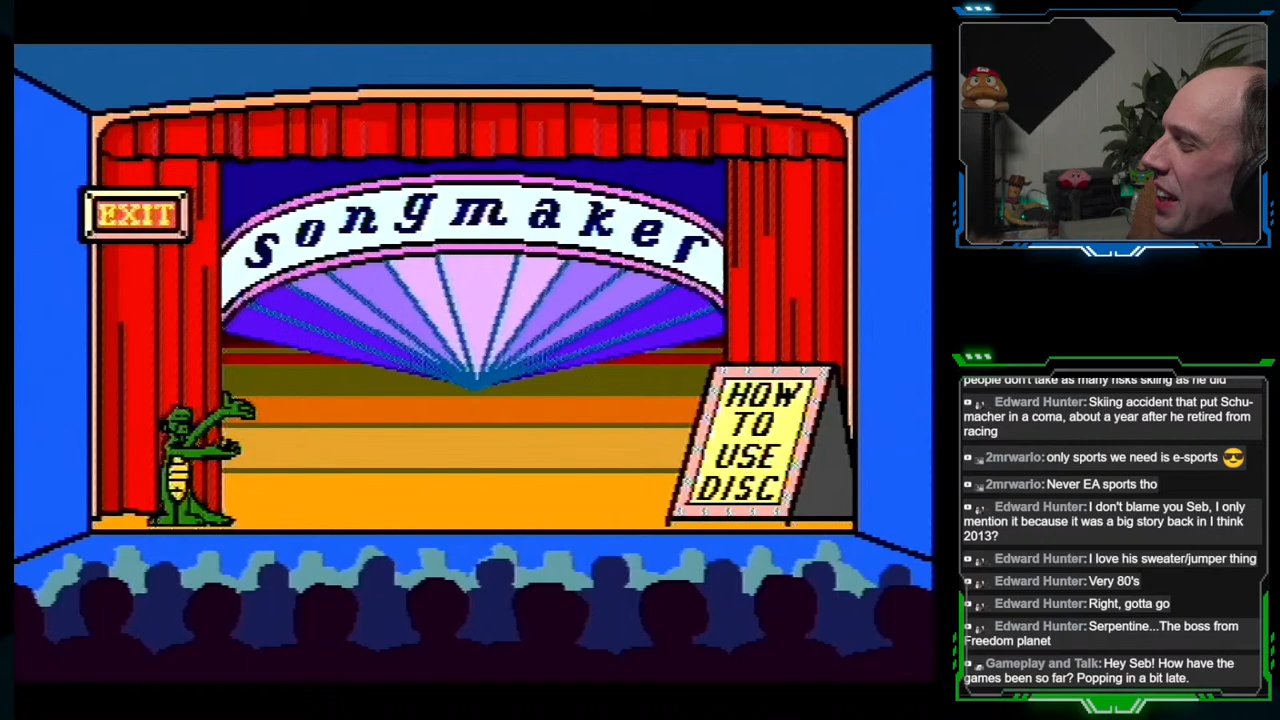 songmaker
EXIT
HOW
TO
USE
DISC
people don't take as many risks skiing as he did
Edward Hunter: Skiing accident that put Schu-
macher in a coma, about a year after he retired from
racing
2mrwario: only sports we need is e-sports 😎
2mrwario: Never EA sports tho
Edward Hunter: I don't blame you Seb, I only
mention it because it was a big story back in I think
2013?
Edward Hunter: I love his sweater/jumper thing
Edward Hunter: Very 80's
Edward Hunter: Right, gotta go
Edward Hunter: Serpentine...The boss from
Freedom planet
Gameplay and Talk: Hey Seb! How have the
games been so far? Popping in a bit late.